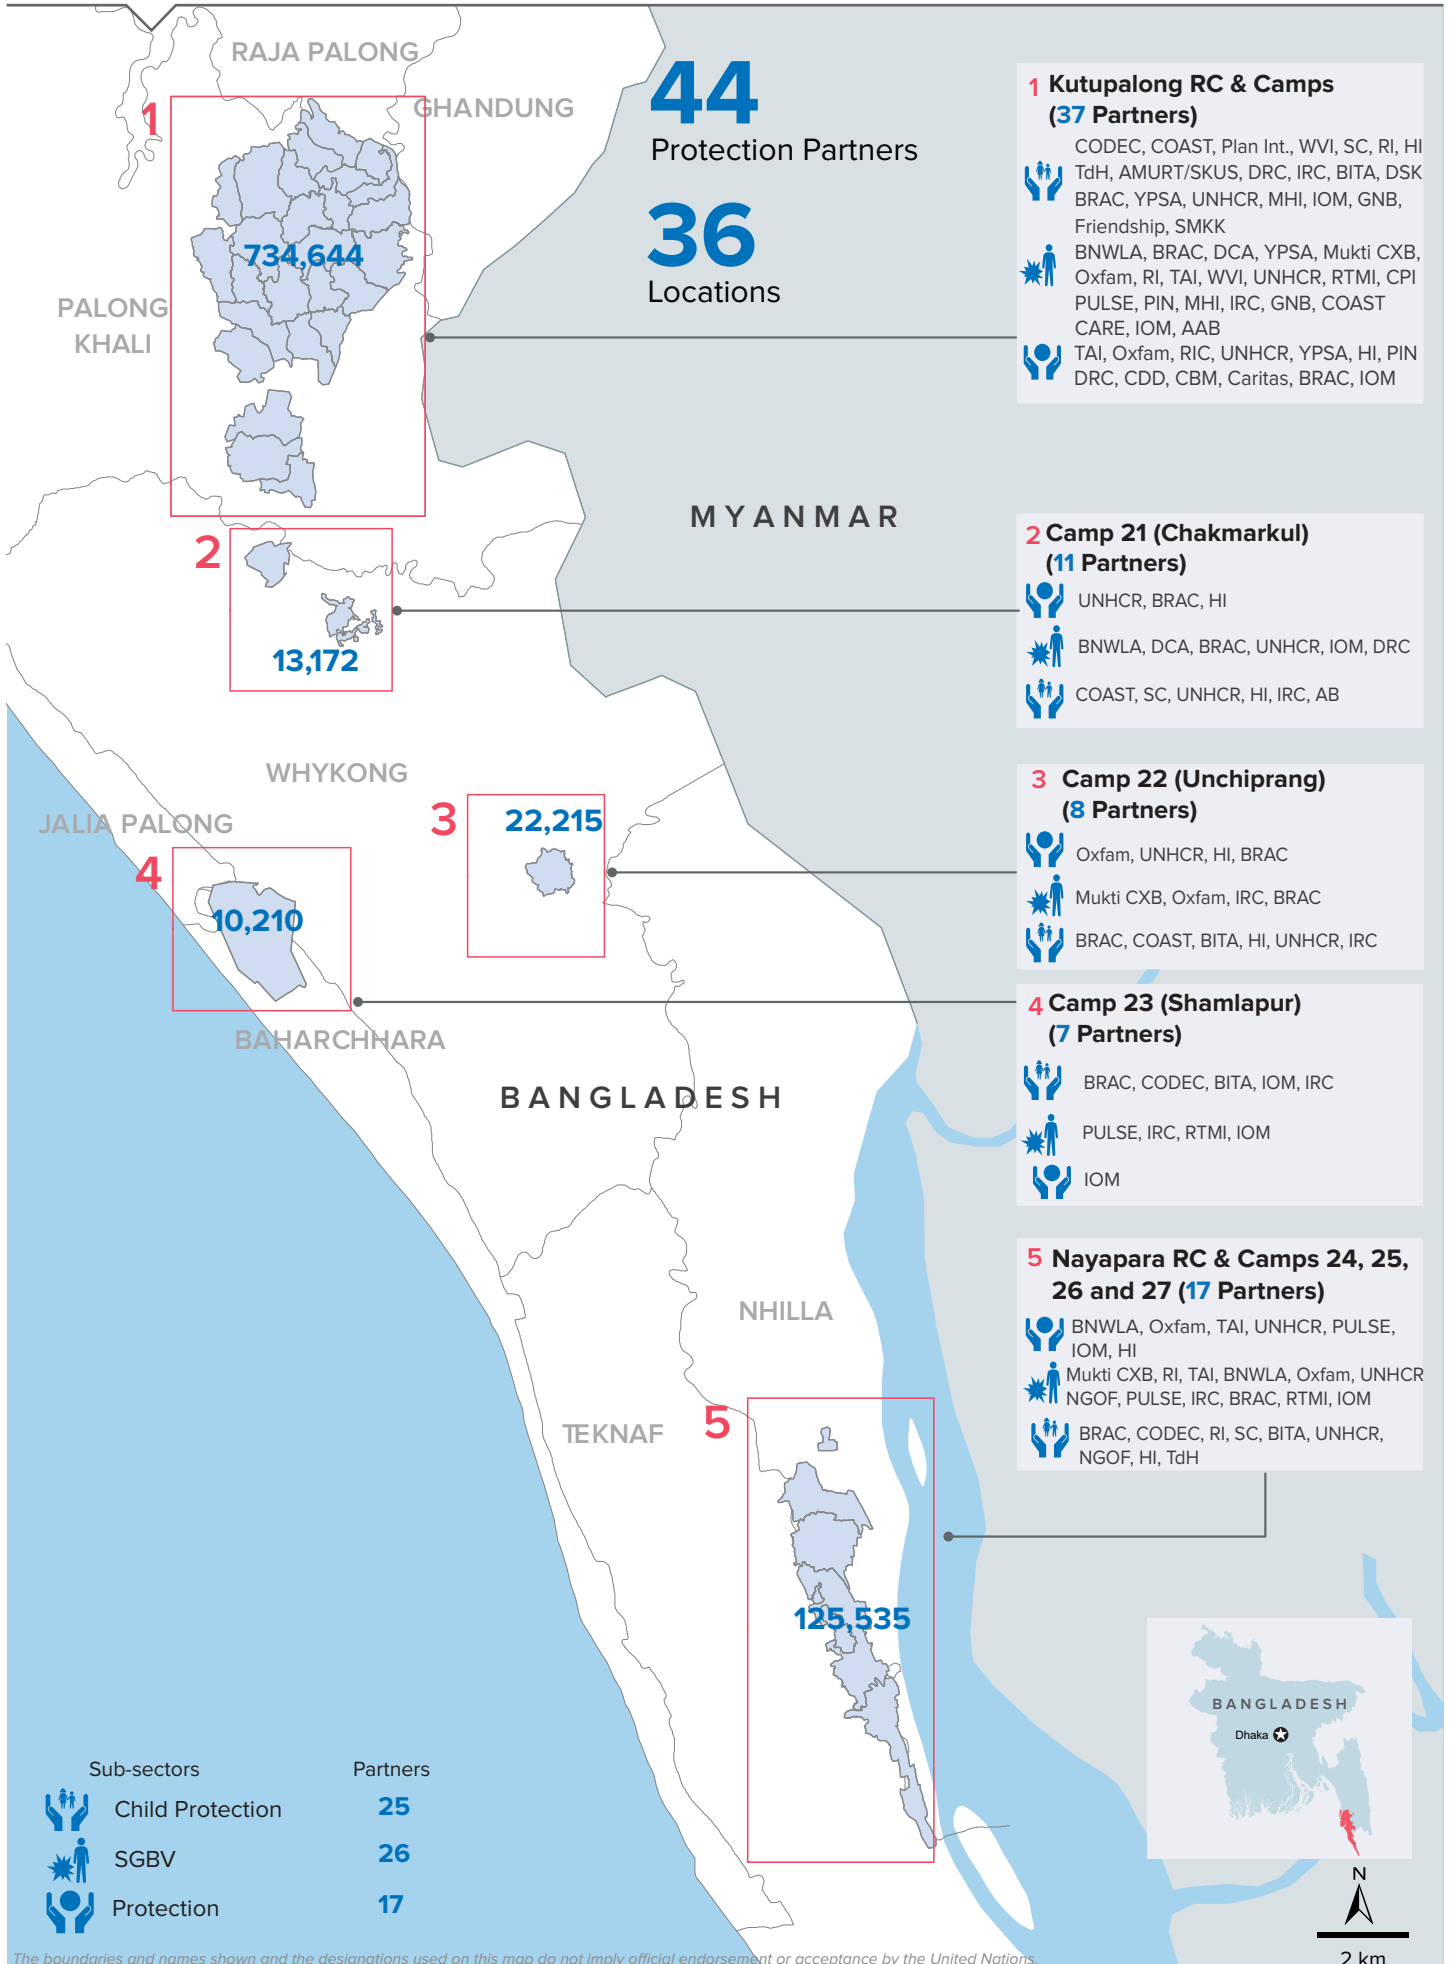 RAJA PALONG
GHANDUNG
1
734,644
PALONG
KHALI
44
Protection Partners
36
Locations
1 Kutupalong RC & Camps
(37 Partners)
CODEC, COAST, Plan Int., WVI, SC, RI, HI
TdH, AMURT/SKUS, DRC, IRC, BITA, DSK
BRAC, YPSA, UNHCR, MHI, IOM, GNB,
Friendship, SMKK
BNWLA, BRAC, DCA, YPSA, Mukti CXB,
Oxfam, RI, TAI, WVI, UNHCR, RTMI, CPI
PULSE, PIN, MHI, IRC, GNB, COAST
CARE, IOM, AAB
TAI, Oxfam, RIC, UNHCR, YPSA, HI, PIN
DRC, CDD, CBM, Caritas, BRAC, IOM
MYANMAR
2
13,172
2 Camp 21 (Chakmarkul)
(11 Partners)
UNHCR, BRAC, HI
BNWLA, DCA, BRAC, UNHCR, IOM, DRC
COAST, SC, UNHCR, HI, IRC, AB
WHYKONG
JALIA PALONG
3
22,215
3 Camp 22 (Unchiprang)
(8 Partners)
Oxfam, UNHCR, HI, BRAC
Mukti CXB, Oxfam, IRC, BRAC
BRAC, COAST, BITA, HI, UNHCR, IRC
4
10,210
BAHARCHHARA
4 Camp 23 (Shamlapur)
(7 Partners)
BRAC, CODEC, BITA, IOM, IRC
PULSE, IRC, RTMI, IOM
IOM
BANGLADESH
5 Nayapara RC & Camps 24, 25,
26 and 27 (17 Partners)
BNWLA, Oxfam, TAI, UNHCR, PULSE,
IOM, HI
Mukti CXB, RI, TAI, BNWLA, Oxfam, UNHCR
NGOF, PULSE, IRC, BRAC, RTMI, IOM
BRAC, CODEC, RI, SC, BITA, UNHCR,
NGOF, HI, TdH
NHILLA
TEKNAF
5
125,535
BANGLADESH
Dhaka
Sub-sectors Partners
Child Protection 25
SGBV 26
Protection 17
N
2 km
The boundaries and names shown and the designations used on this map do not imply official endorsement or acceptance by the United Nations.